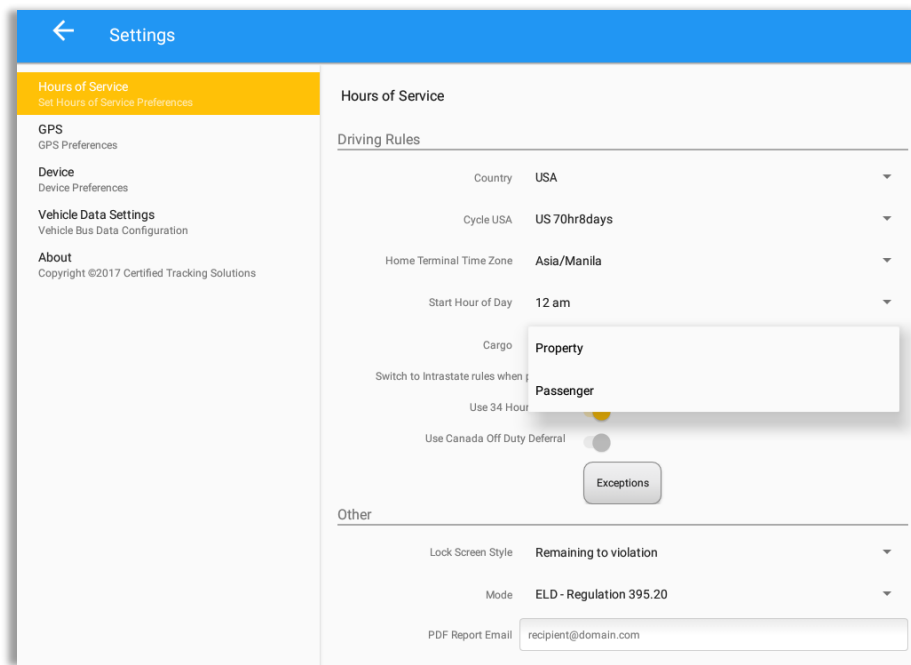 Settings
Hours of Service
Set Hours of Service Preferences
GPS
GPS Preferences
Device
Device Preferences
Vehicle Data Settings
Vehicle Bus Data Configuration
About
Copyright ©2017 Certified Tracking Solutions
Hours of Service
Driving Rules
Country USA
Cycle USA US 70hr8days
Home Terminal Time Zone Asia/Manila
Start Hour of Day 12 am
Cargo Property
Switch to Intrastate rules when
Passenger
Use 34 Hour
Use Canada Off Duty Deferral
Exceptions
Other
Lock Screen Style Remaining to violation
Mode ELD - Regulation 395.20
PDF Report Email recipient@domain.com